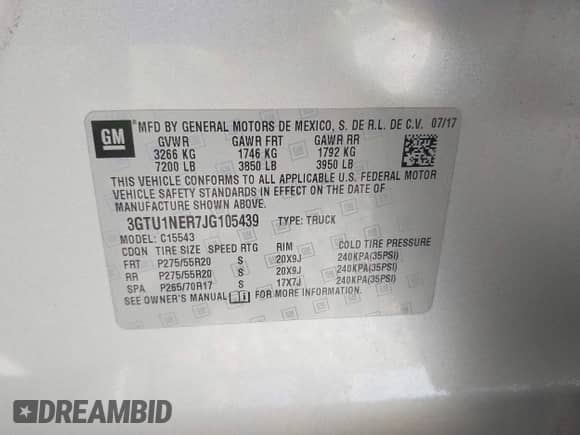 GM ® MFD BY GENERAL MOTORS DE MEXICO, S. DE R.L. DE C.V. 07/17
GVWR GAWR FRT GAWR RR
3266 KG 1746 KG 1792 KG
7200 LB 3850 LB 3950 LB
THIS VEHICLE CONFORMS TO ALL APPLICABLE U.S. FEDERAL MOTOR
VEHICLE SAFETY STANDARDS IN EFFECT ON THE DATE OF
MANUFACTURE SHOWN ABOVE.
3GTU1NER7JG105439 TYPE: TRUCK
MODEL: C15543
CDQN TIRE SIZE SPEED RTG RIM COLD TIRE PRESSURE
FRT P275/55R20 S 20X9J 240KPA(35PSI)
RR P275/55R20 S 20X9J 240KPA(35PSI)
SPA P265/70R17 S 17X7J 240KPA(35PSI)
SEE OWNER'S MANUAL FOR MORE INFORMATION.
DREAMBID